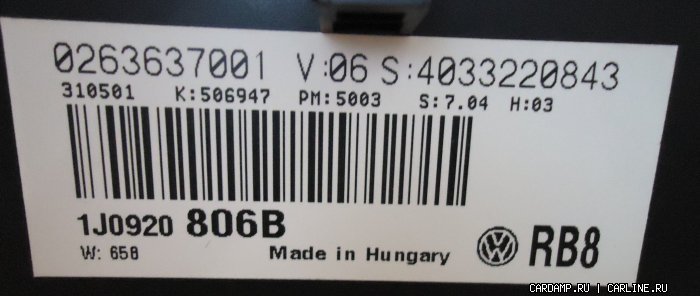 0263637001 V:06 S:4033220843
310501 K:506947 PM:5003 S:7.04 H:03
1J0920 806B
W: 658 Made in Hungary RB8
CARDAMP.RU | CARLINE.RU